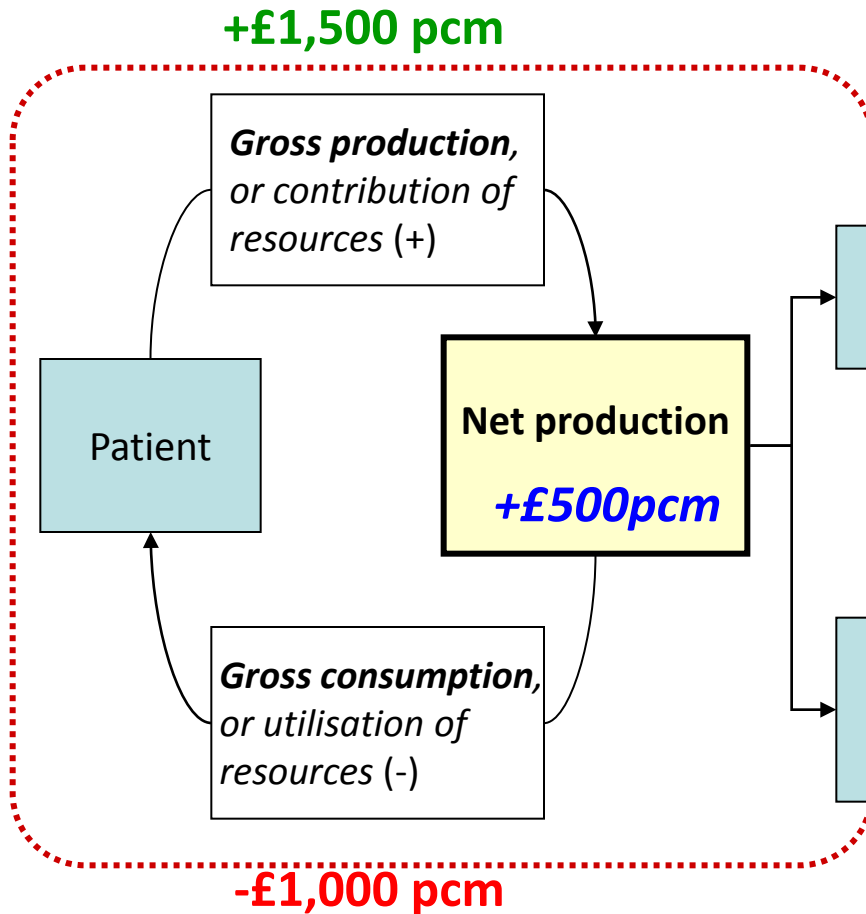 +£1,500 pcm
Gross production,
or contribution of
resources (+)
Patient
Net production
+£500pcm
Gross consumption,
or utilisation of
resources (-)
-£1,000 pcm